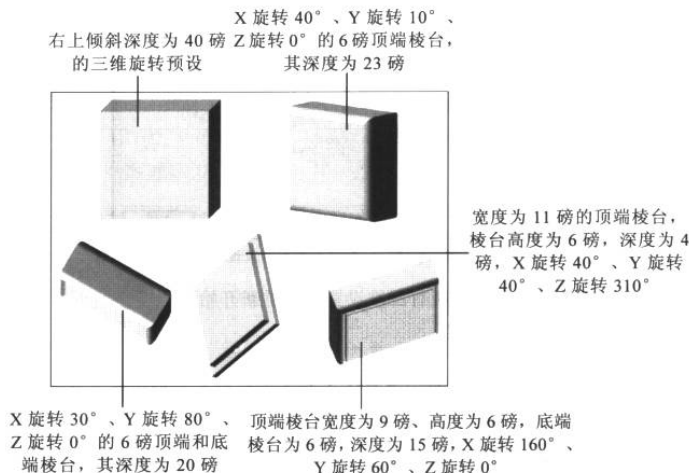 右上倾斜深度为 40 磅
的三维旋转预设
X 旋转 40°、Y 旋转 10°、
Z 旋转 0° 的 6 磅顶端棱台，
其深度为 23 磅
宽度为 11 磅的顶端棱台，
棱台高度为 6 磅，深度为 4
磅，X 旋转 40°、Y 旋转
40°、Z 旋转 310°
X 旋转 30°、Y 旋转 80°、
Z 旋转 0° 的 6 磅顶端和底
端棱台，其深度为 20 磅
顶端棱台宽度为 9 磅、高度为 6 磅，底端
棱台为 6 磅，深度为 15 磅，X 旋转 160°、
Y 旋转 60°、Z 旋转 0°